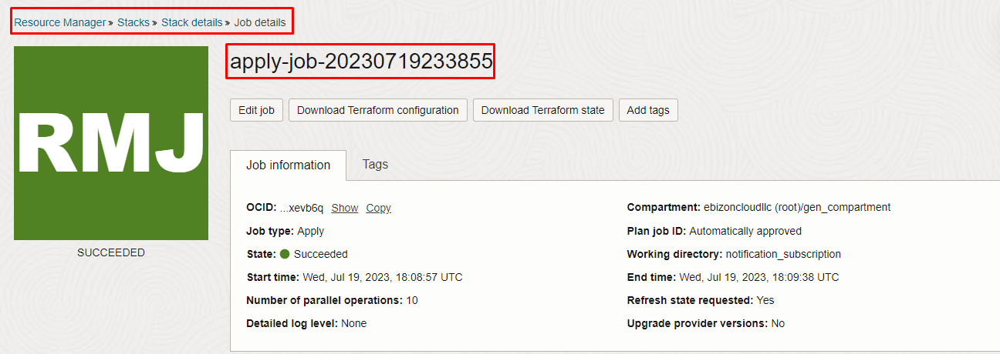 Resource Manager » Stacks » Stack details » Job details
RMJ
SUCCEEDED
apply-job-20230719233855
Edit job Download Terraform configuration Download Terraform state Add tags
Job information Tags
OCID: ...xevb6q Show Copy
Job type: Apply
State: Succeeded
Start time: Wed, Jul 19, 2023, 18:08:57 UTC
Number of parallel operations: 10
Detailed log level: None
Compartment: ebizoncloudllc (root)/gen_compartment
Plan job ID: Automatically approved
Working directory: notification_subscription
End time: Wed, Jul 19, 2023, 18:09:38 UTC
Refresh state requested: Yes
Upgrade provider versions: No